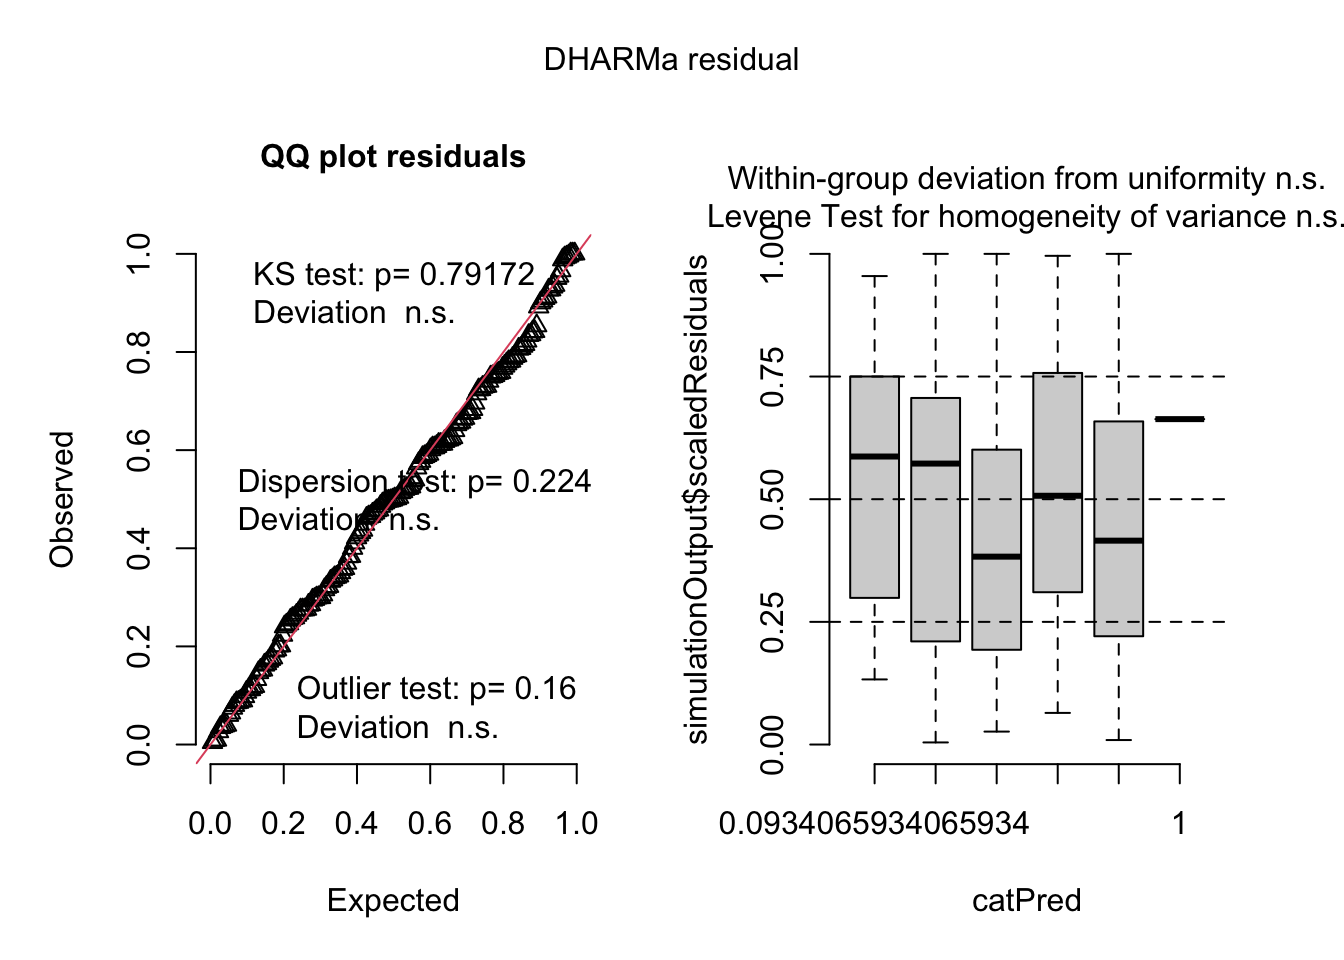 DHARMa residual
QQ plot residuals
KS test: p= 0.79172
Deviation  n.s.
Dispersion test: p= 0.224
Deviation  n.s.
Outlier test: p= 0.16
Deviation  n.s.
Observed
0.0
0.2
0.4
0.6
0.8
1.0
0.0 0.2 0.4 0.6 0.8 1.0
Expected
Within-group deviation from uniformity n.s.
Levene Test for homogeneity of variance n.s.
simulationOutput$scaledResiduals
0.00
0.25
0.50
0.75
1.00
0.0934065934065934 1
catPred